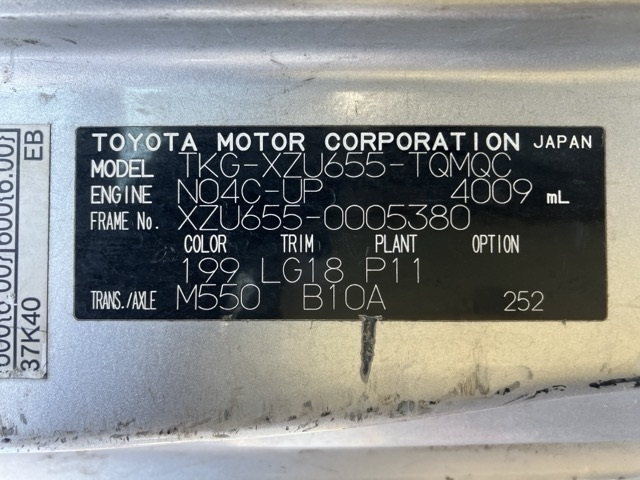 TOYOTA MOTOR CORPORATION JAPAN
MODEL TKG-XZU655-TQMQC
ENGINE N04C-UP 4009 mL
FRAME No. XZU655-0005380
COLOR TRIM PLANT OPTION
199 LG18 P11
TRANS./AXLE M550 B10A 252
EB
37K40